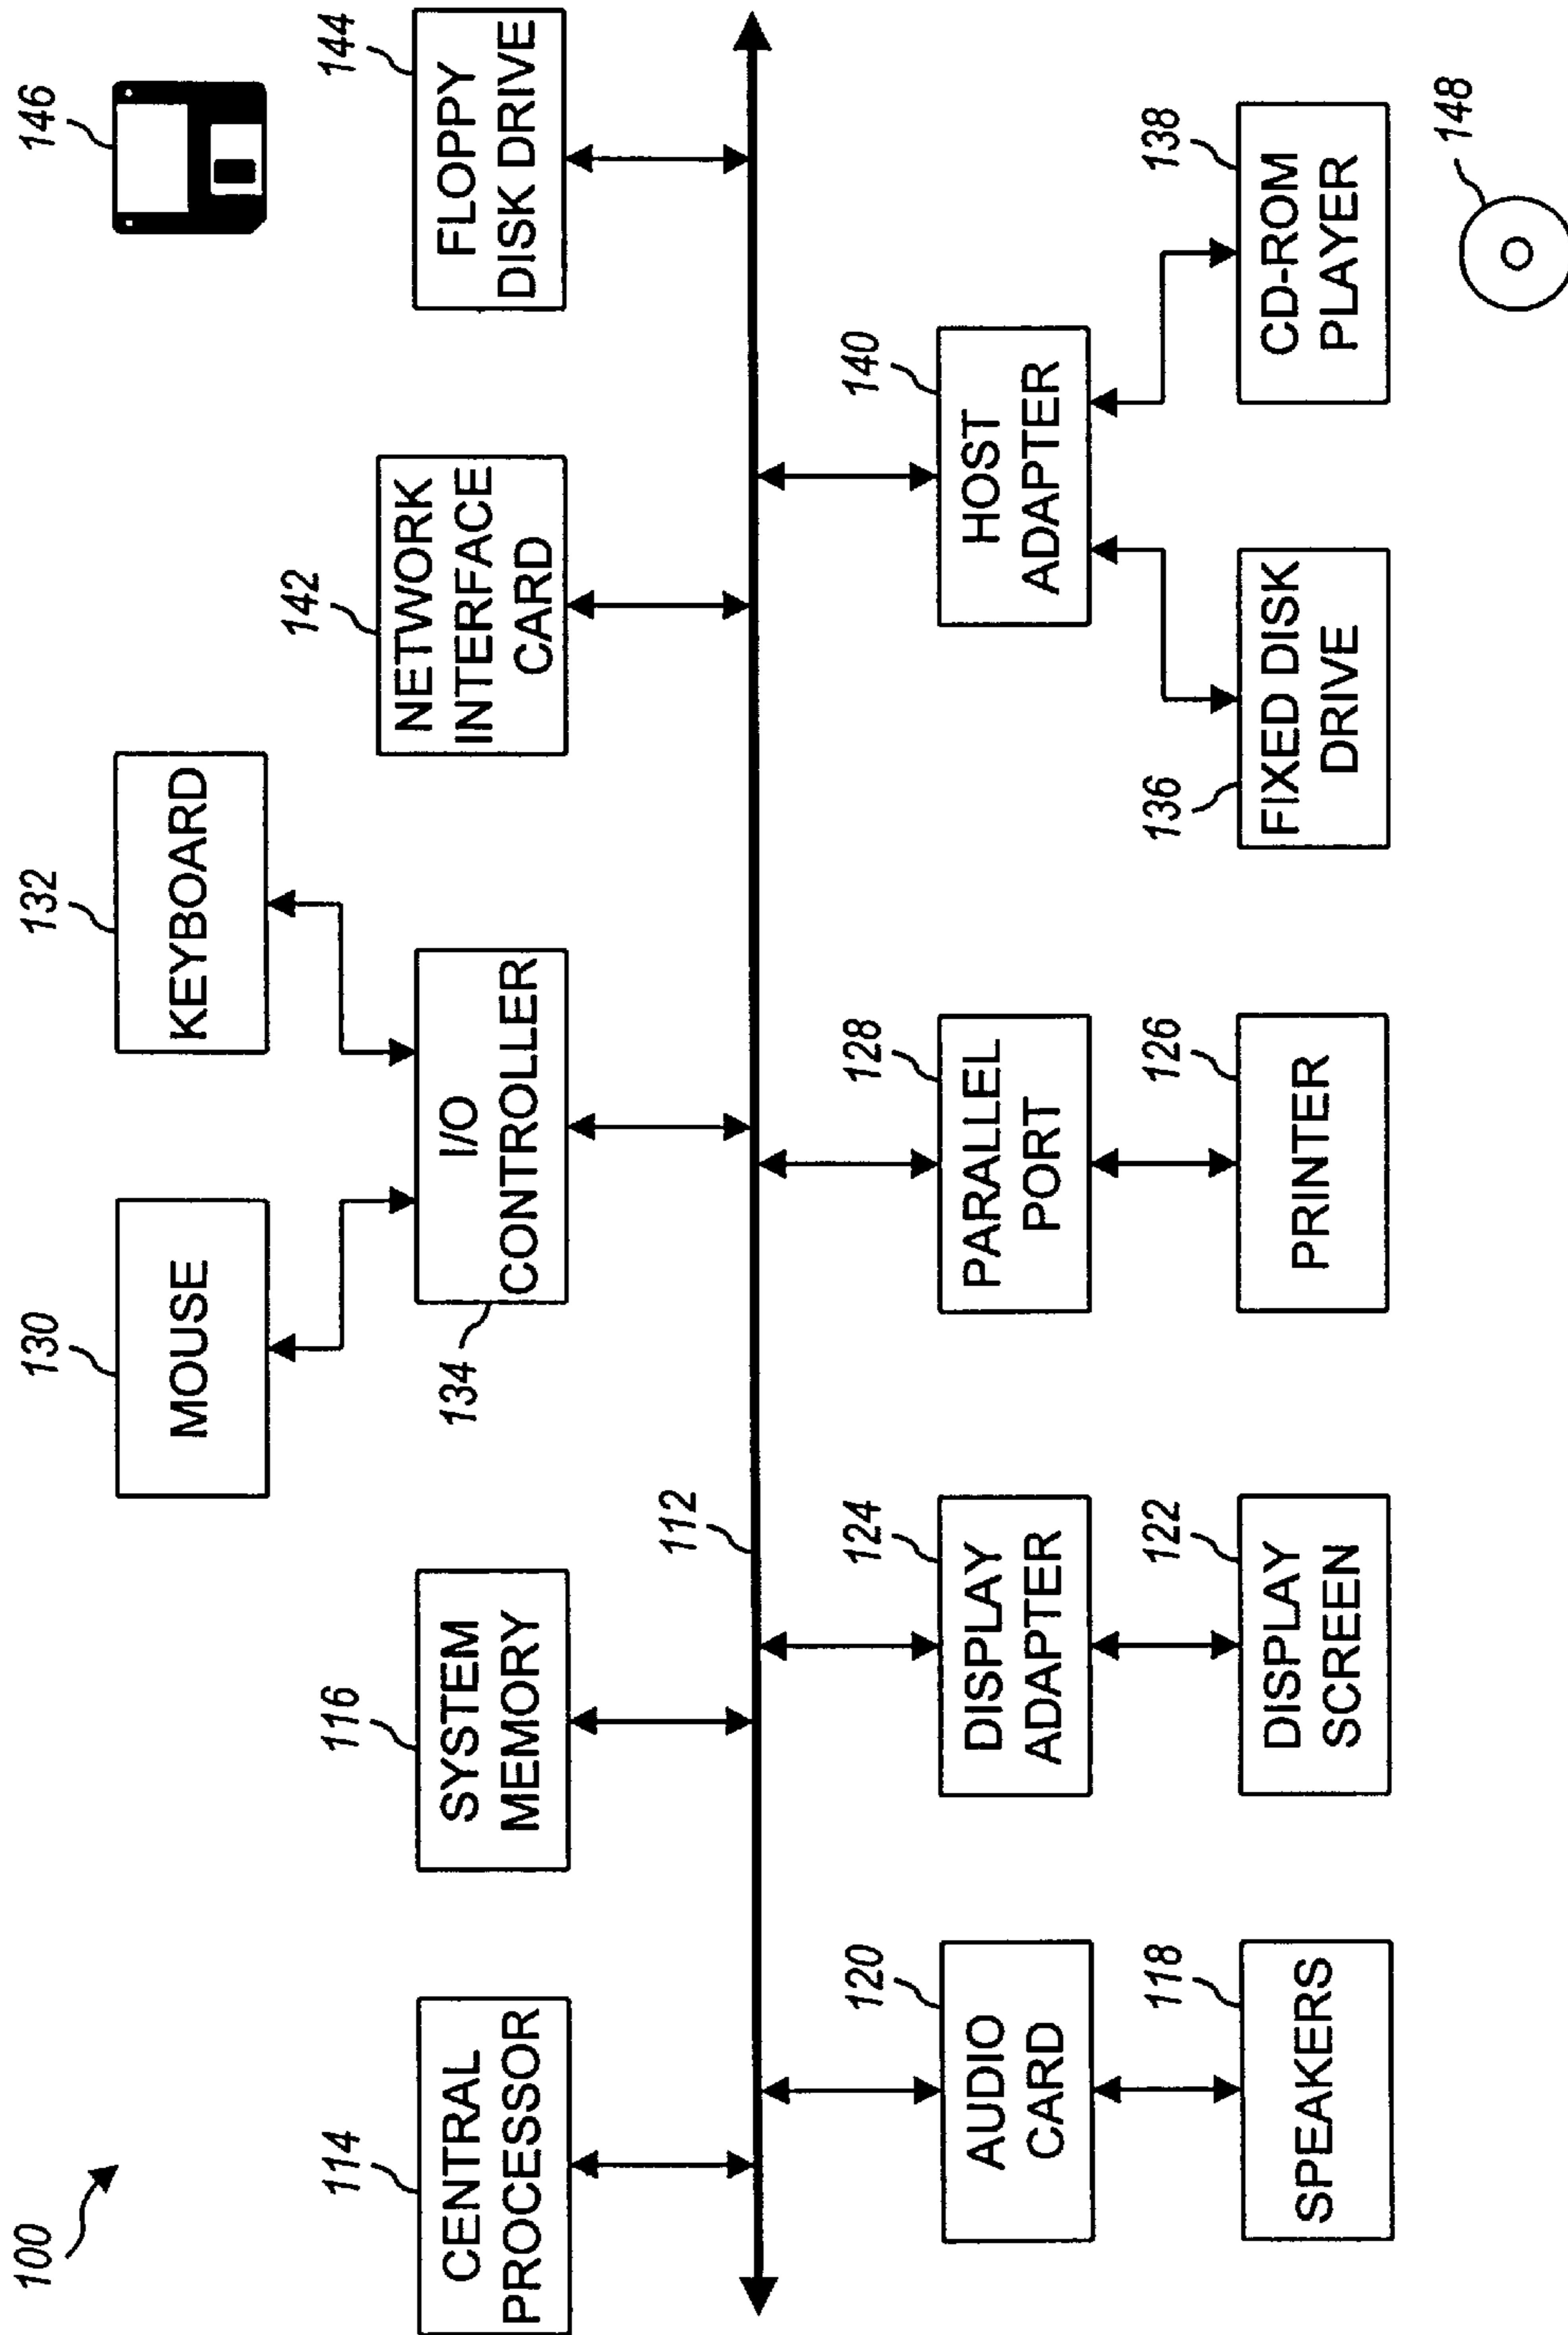 100
114
CENTRAL
PROCESSOR
116
SYSTEM
MEMORY
130
MOUSE
132
KEYBOARD
134
I/O
CONTROLLER
142
NETWORK
INTERFACE
CARD
146
144
FLOPPY
DISK DRIVE
112
120
AUDIO
CARD
118
SPEAKERS
124
DISPLAY
ADAPTER
122
DISPLAY
SCREEN
128
PARALLEL
PORT
126
PRINTER
140
HOST
ADAPTER
136
FIXED DISK
DRIVE
138
CD-ROM
PLAYER
148